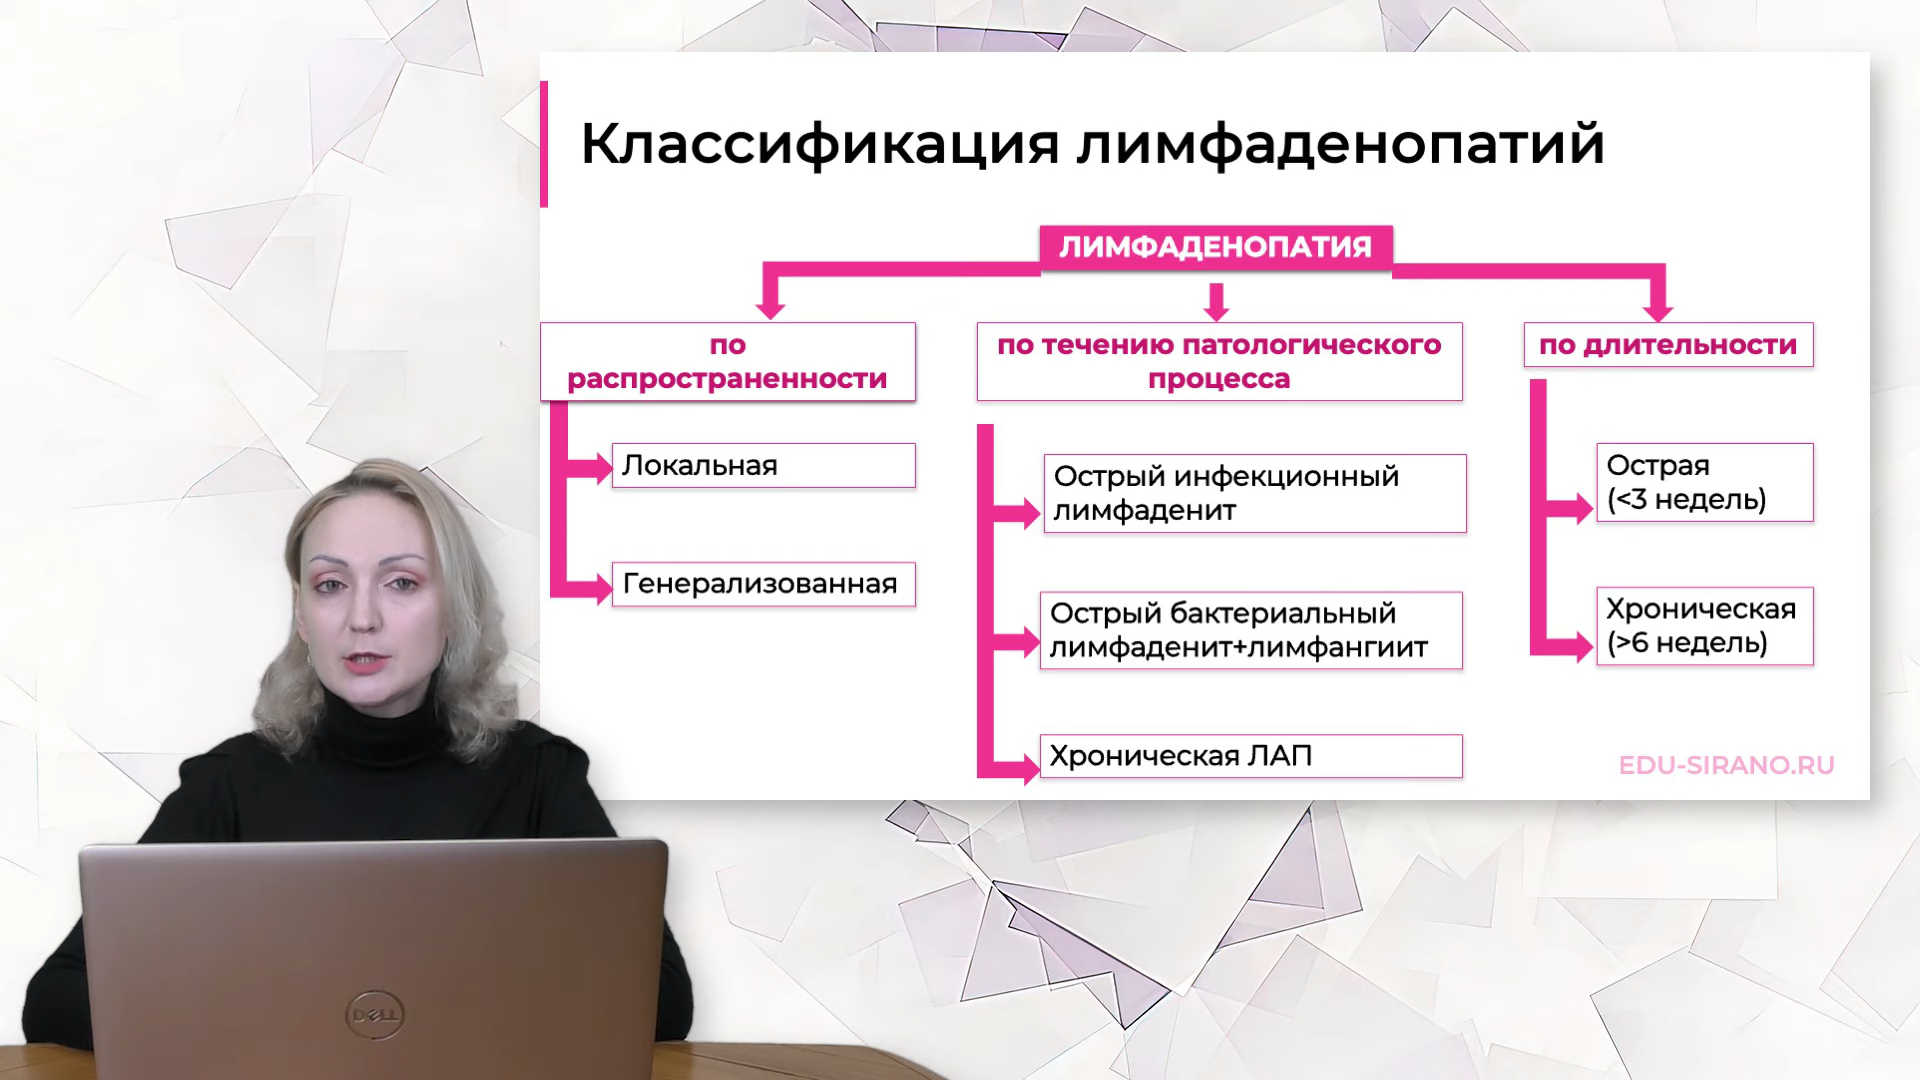 Классификация лимфаденопатий
ЛИМФАДЕНОПАТИЯ
по
распространенности
Локальная
Генерализованная
по течению патологического
процесса
Острый инфекционный
лимфаденит
Острый бактериальный
лимфаденит+лимфангиит
Хроническая ЛАП
по длительности
Острая
(<3 недель)
Хроническая
(>6 недель)
EDU-SIRANO.RU
DELL